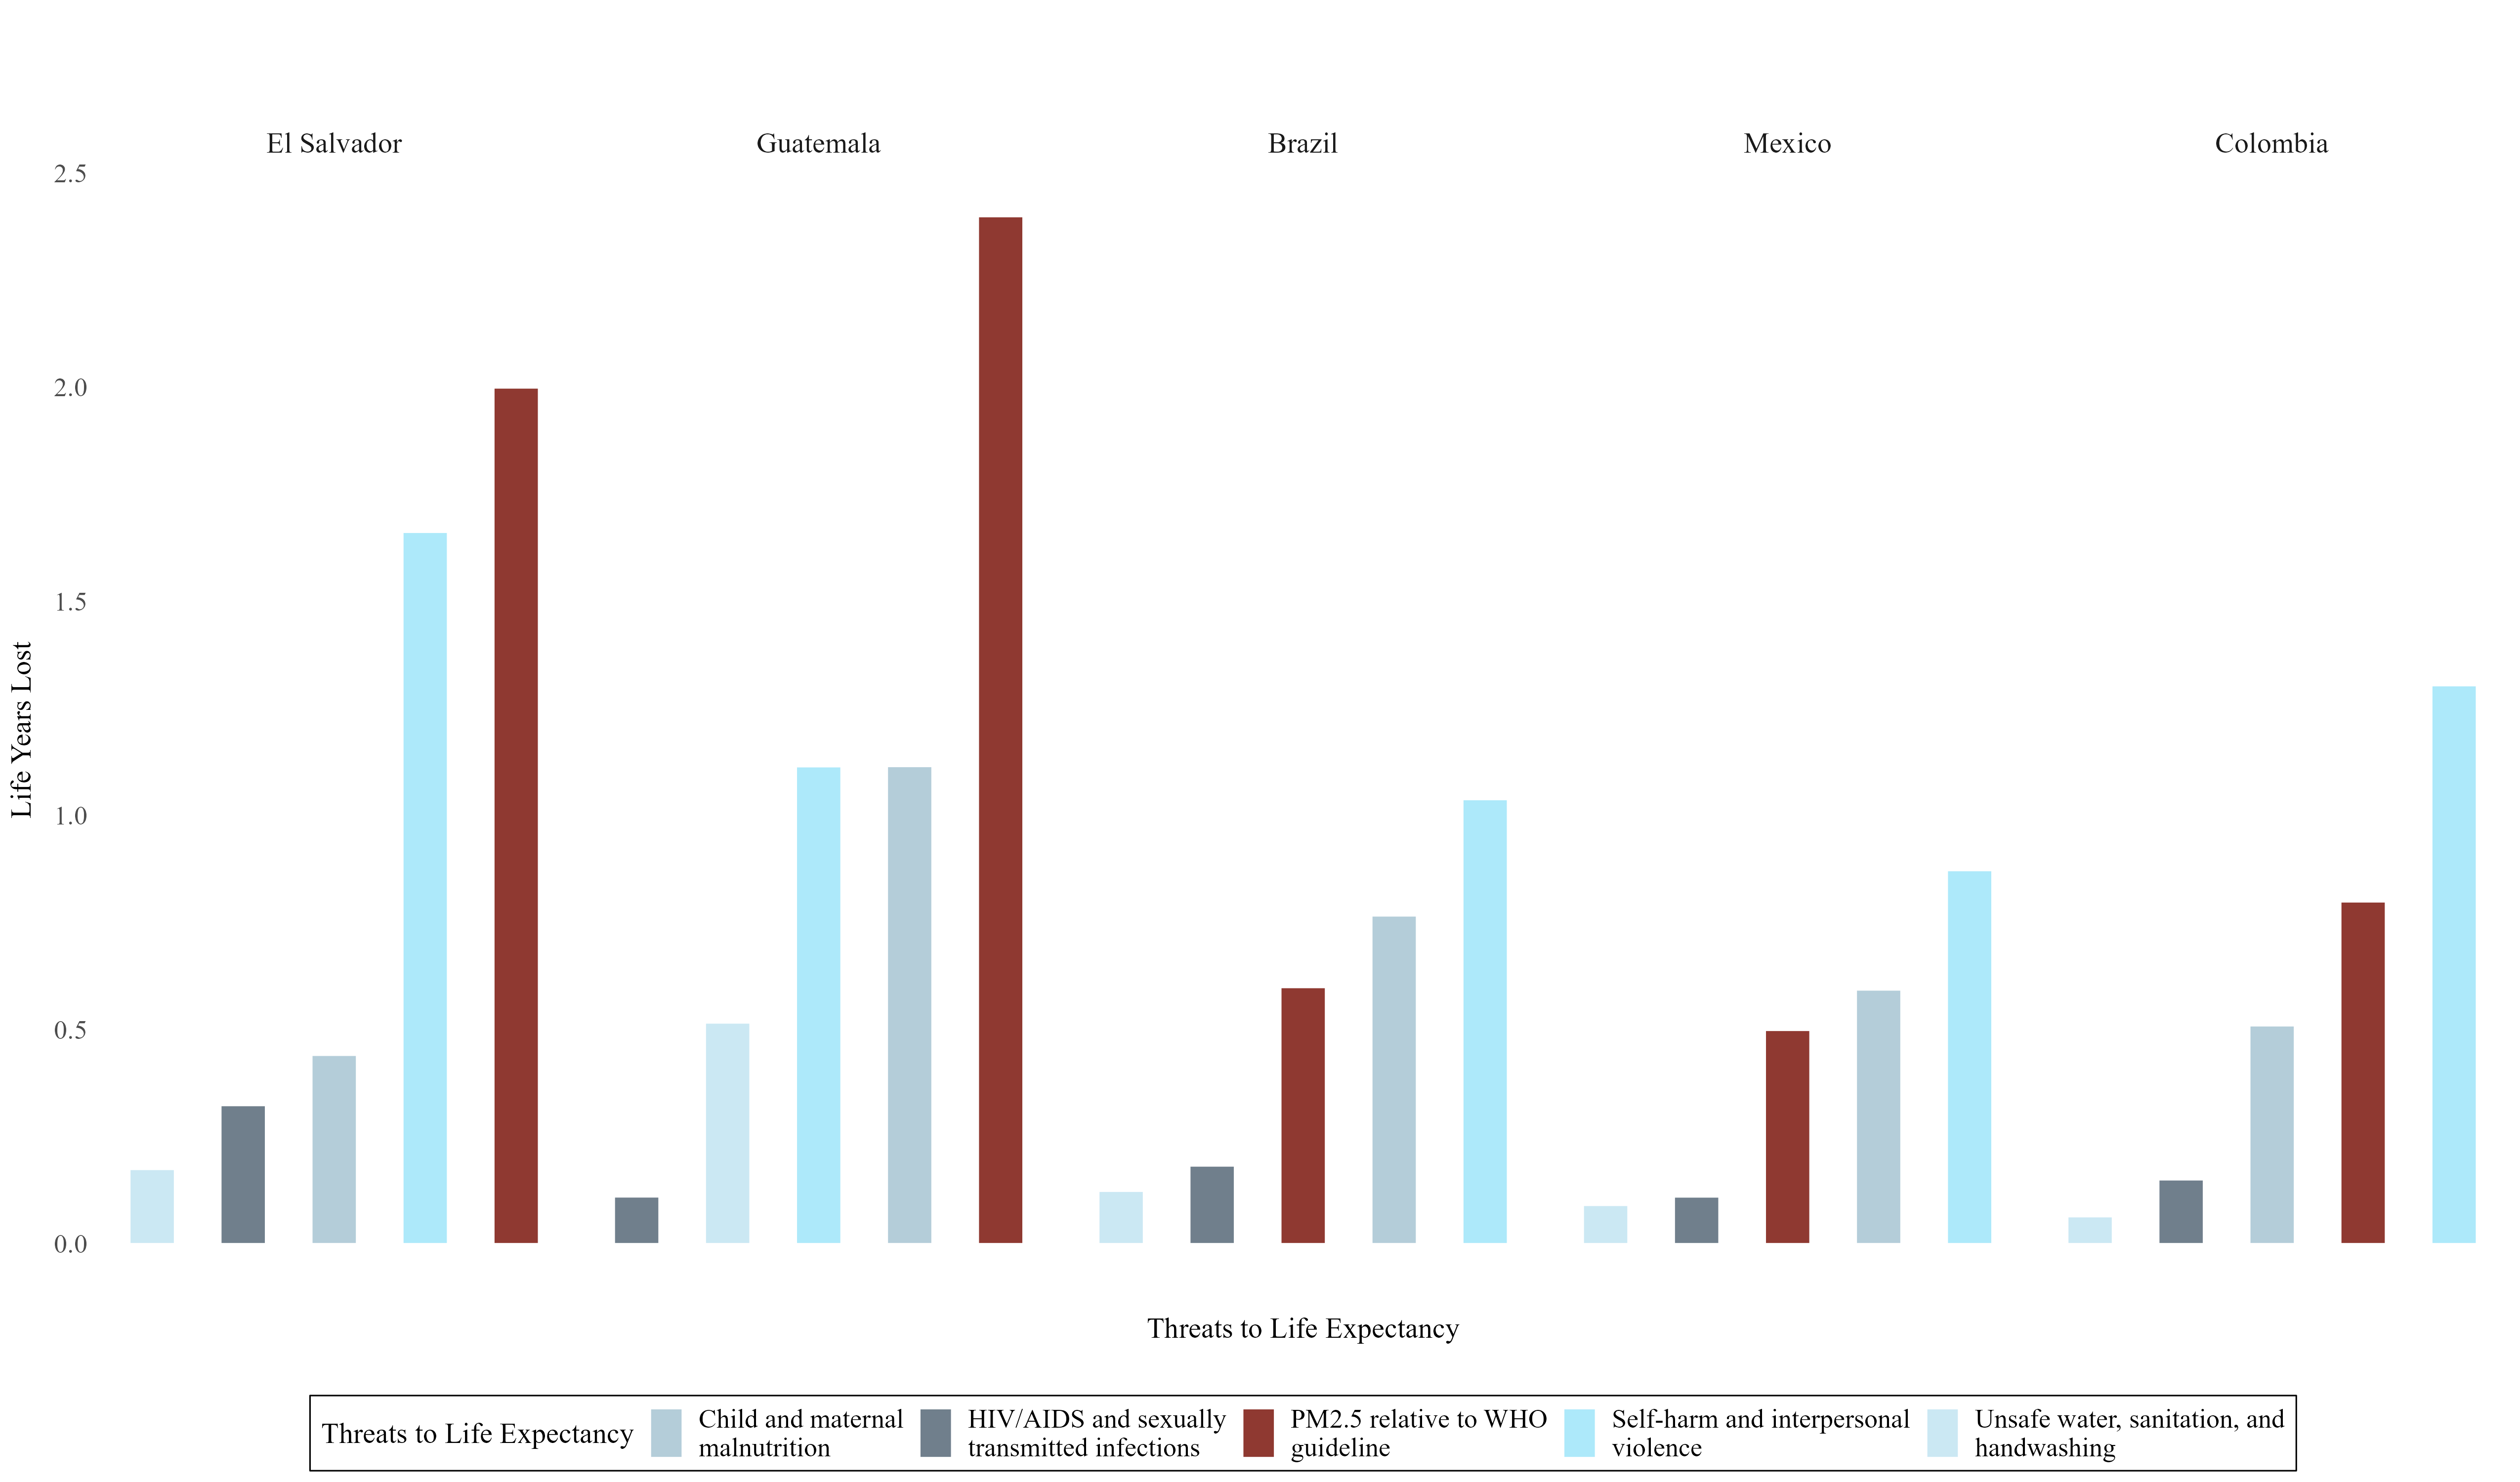 El Salvador
Guatemala
Brazil
Mexico
Colombia
2.5
2.0
1.5
1.0
0.5
0.0
Life Years Lost
Threats to Life Expectancy
Threats to Life Expectancy
Child and maternal
malnutrition
HIV/AIDS and sexually
transmitted infections
PM2.5 relative to WHO
guideline
Self-harm and interpersonal
violence
Unsafe water, sanitation, and
handwashing